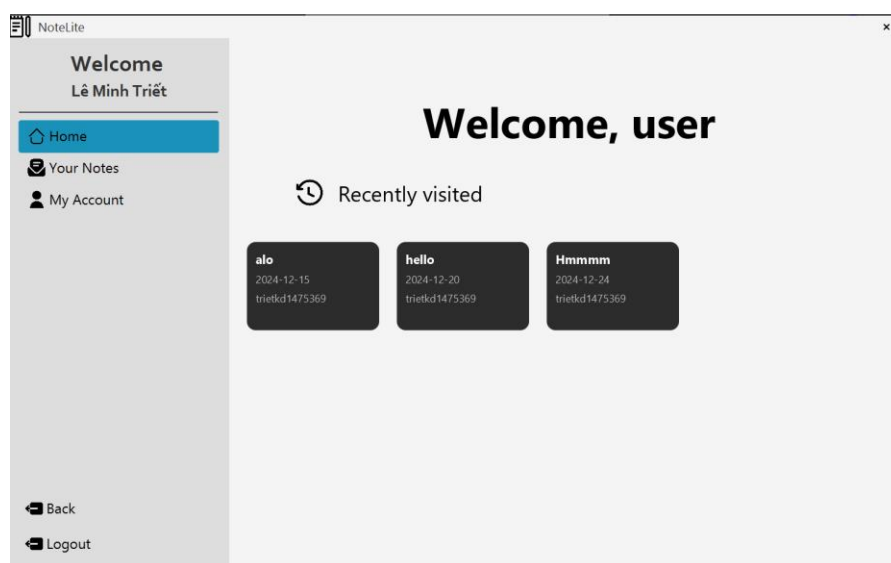 NoteLite
×
Welcome
Lê Minh Triết
Home
Your Notes
My Account
Back
Logout
Welcome, user
Recently visited
alo
2024-12-15
trietkd1475369
hello
2024-12-20
trietkd1475369
Hmmmm
2024-12-24
trietkd1475369